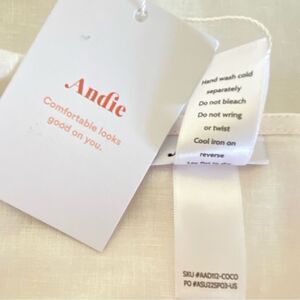 Andie
Comfortable looks
good on you.
Hand wash cold
separately
Do not bleach
Do not wring
or twist
Cool iron on
reverse
SKU #AAD112-COCO
PO #ASU22SP03-US